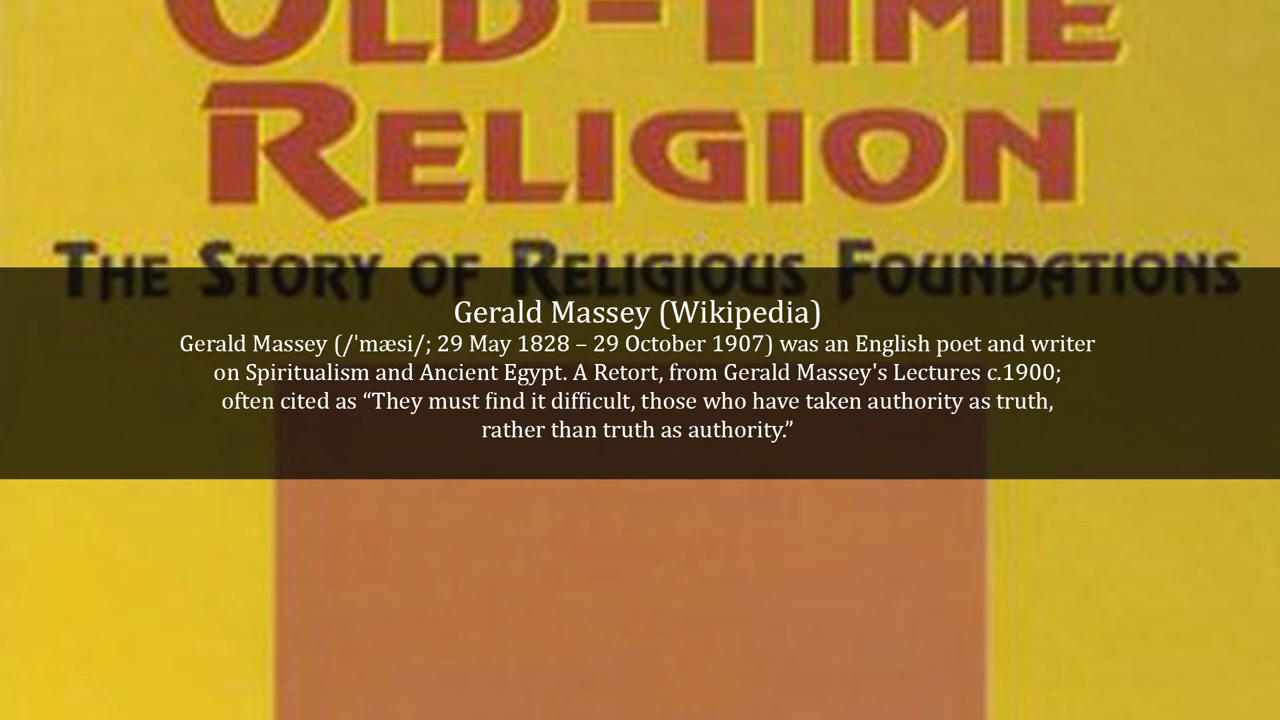 OLD-TIME
RELIGION
THE STORY OF RELIGIOUS FOUNDATIONS
Gerald Massey (Wikipedia)
Gerald Massey (/ˈmæsi/; 29 May 1828 – 29 October 1907) was an English poet and writer
on Spiritualism and Ancient Egypt. A Retort, from Gerald Massey's Lectures c.1900;
often cited as “They must find it difficult, those who have taken authority as truth,
rather than truth as authority.”